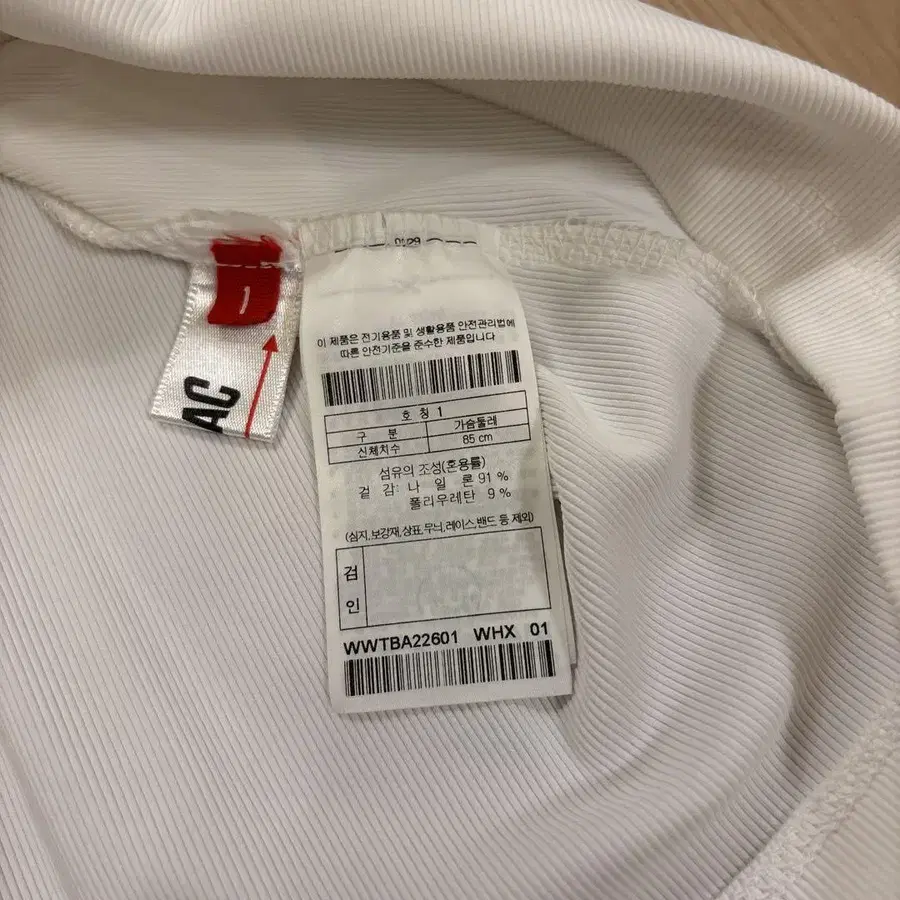 0529
1
AC
이 제품은 전기용품 및 생활용품 안전관리법에
따른 안전기준을 준수한 제품입니다
호 칭 1
구 분 가슴둘레
신체치수 85 cm
섬유의 조성(혼용률)
겉 감: 나 일 론 91 %
폴리우레탄 9 %
(심지,보강재,상표,무늬,레이스,밴드 등 제외)
검
인
WWTBA22601 WHX 01